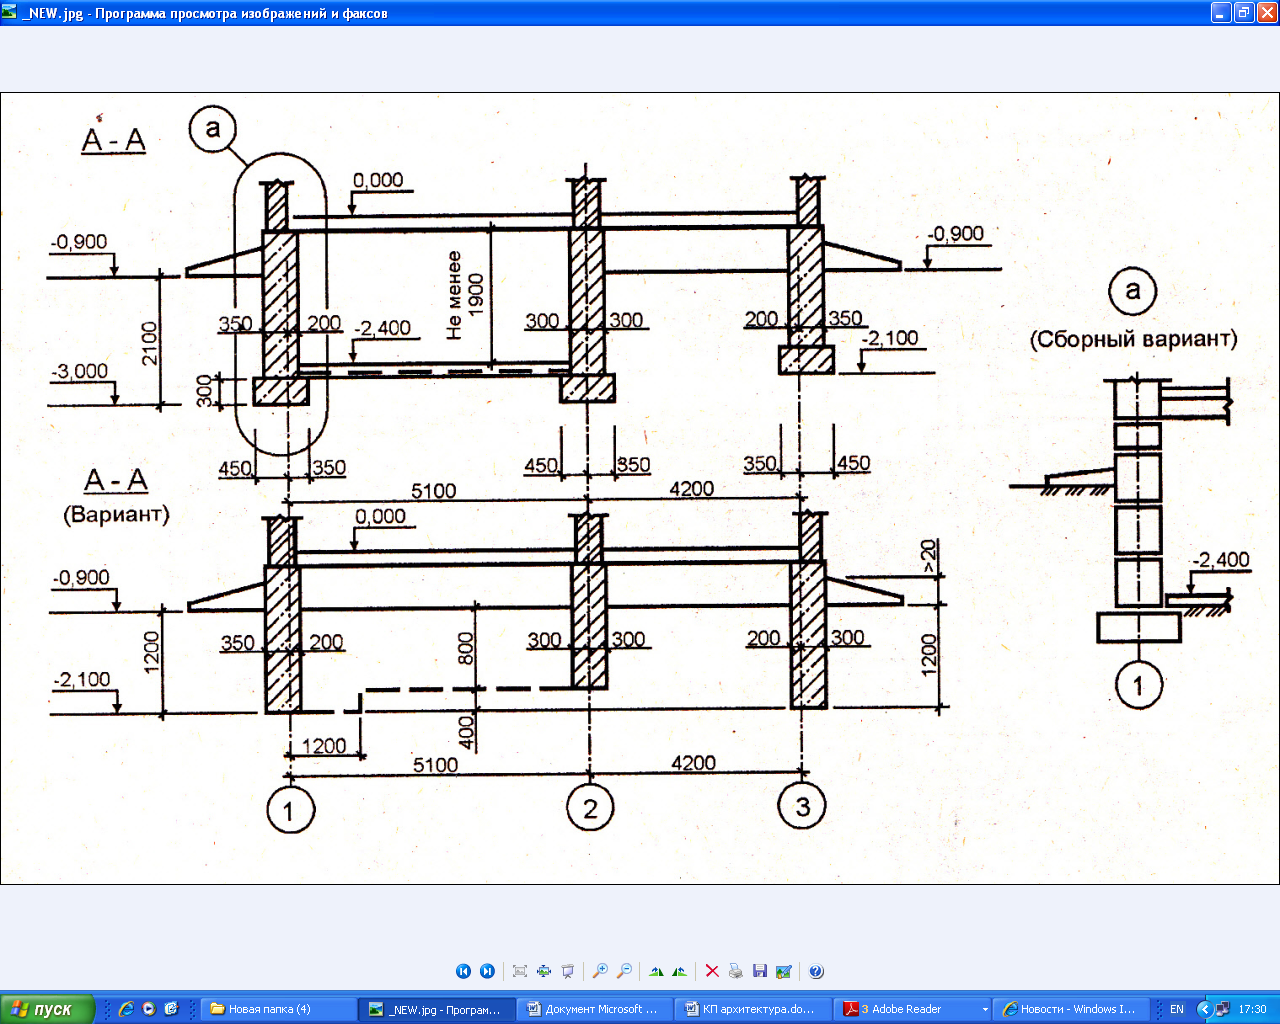 _NEW.jpg - Программа просмотра изображений и факсов
А - А
а
0,000
-0,900
-0,900
Не менее
1900
350
200
-2,400
300
300
200
350
-2,100
2100
-3,000
300
450
350
450
350
350
450
5100
4200
а
(Сборный вариант)
-2,400
1
А - А
(Вариант)
0,000
-0,900
>20
1200
350
200
800
300
300
200
300
1200
-2,100
400
1200
5100
4200
1
2
3
пуск
Новая папка (4)
_NEW.jpg - Програм...
Документ Microsoft ...
КП архитектура.do...
3 Adobe Reader
Новости - Windows I...
EN
17:30